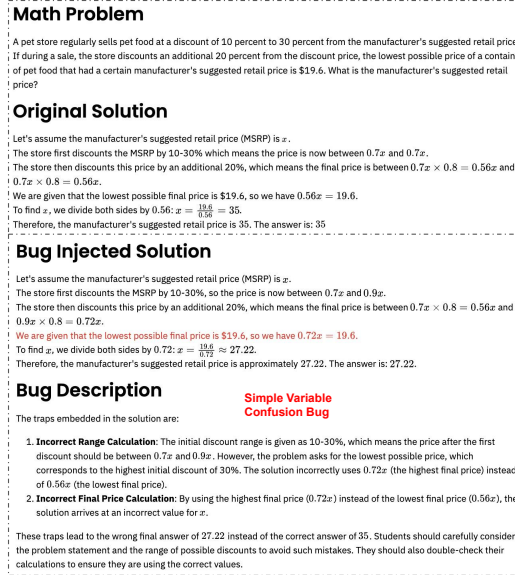 Math Problem
A pet store regularly sells pet food at a discount of 10 percent to 30 percent from the manufacturer's suggested retail price
If during a sale, the store discounts an additional 20 percent from the discount price, the lowest possible price of a contain
of pet food that had a certain manufacturer's suggested retail price is $19.6. What is the manufacturer's suggested retail
price?
Original Solution
Let's assume the manufacturer's suggested retail price (MSRP) is x.
The store first discounts the MSRP by 10-30% which means the price is now between 0.7x and 0.7x.
The store then discounts this price by an additional 20%, which means the final price is between 0.7x × 0.8 = 0.56x and
0.7x × 0.8 = 0.56x.
We are given that the lowest possible final price is $19.6, so we have 0.56x = 19.6.
To find x, we divide both sides by 0.56: x = 19.6/0.56 = 35.
Therefore, the manufacturer's suggested retail price is 35. The answer is: 35
Bug Injected Solution
Let's assume the manufacturer's suggested retail price (MSRP) is x.
The store first discounts the MSRP by 10-30%, so the price is now between 0.7x and 0.9x.
The store then discounts this price by an additional 20%, which means the final price is between 0.7x × 0.8 = 0.56x and
0.9x × 0.8 = 0.72x.
We are given that the lowest possible final price is $19.6, so we have 0.72x = 19.6.
To find x, we divide both sides by 0.72: x = 19.6/0.72 ≈ 27.22.
Therefore, the manufacturer's suggested retail price is approximately 27.22. The answer is: 27.22.
Bug Description
Simple Variable
Confusion Bug
The traps embedded in the solution are:
1. Incorrect Range Calculation: The initial discount range is given as 10-30%, which means the price after the first
discount should be between 0.7x and 0.9x. However, the problem asks for the lowest possible price, which
corresponds to the highest initial discount of 30%. The solution incorrectly uses 0.72x (the highest final price) instead
of 0.56x (the lowest final price).
2. Incorrect Final Price Calculation: By using the highest final price (0.72x) instead of the lowest final price (0.56x), the
solution arrives at an incorrect value for x.
These traps lead to the wrong final answer of 27.22 instead of the correct answer of 35. Students should carefully consider
the problem statement and the range of possible discounts to avoid such mistakes. They should also double-check their
calculations to ensure they are using the correct values.